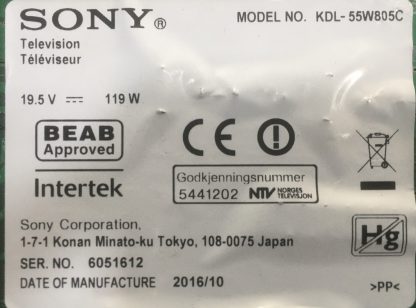 SONY®
MODEL NO. KDL-55W805C
Television
Téléviseur
19.5 V 119 W
BEAB
Approved
CE
Intertek
Godkjenningsnummer
5441202 NTV NORGES TELEVISJON
Sony Corporation,
1-7-1 Konan Minato-ku Tokyo, 108-0075 Japan
Hg
SER. NO. 6051612
DATE OF MANUFACTURE 2016/10
>PP<